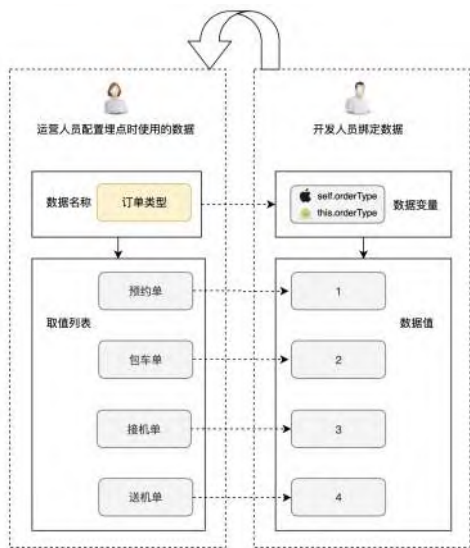 运营人员配置埋点时使用的数据
开发人员绑定数据
数据名称
订单类型
self.orderType
this.orderType
数据变量
取值列表
预约单
包车单
接机单
送机单
1
2
3
4
数据值